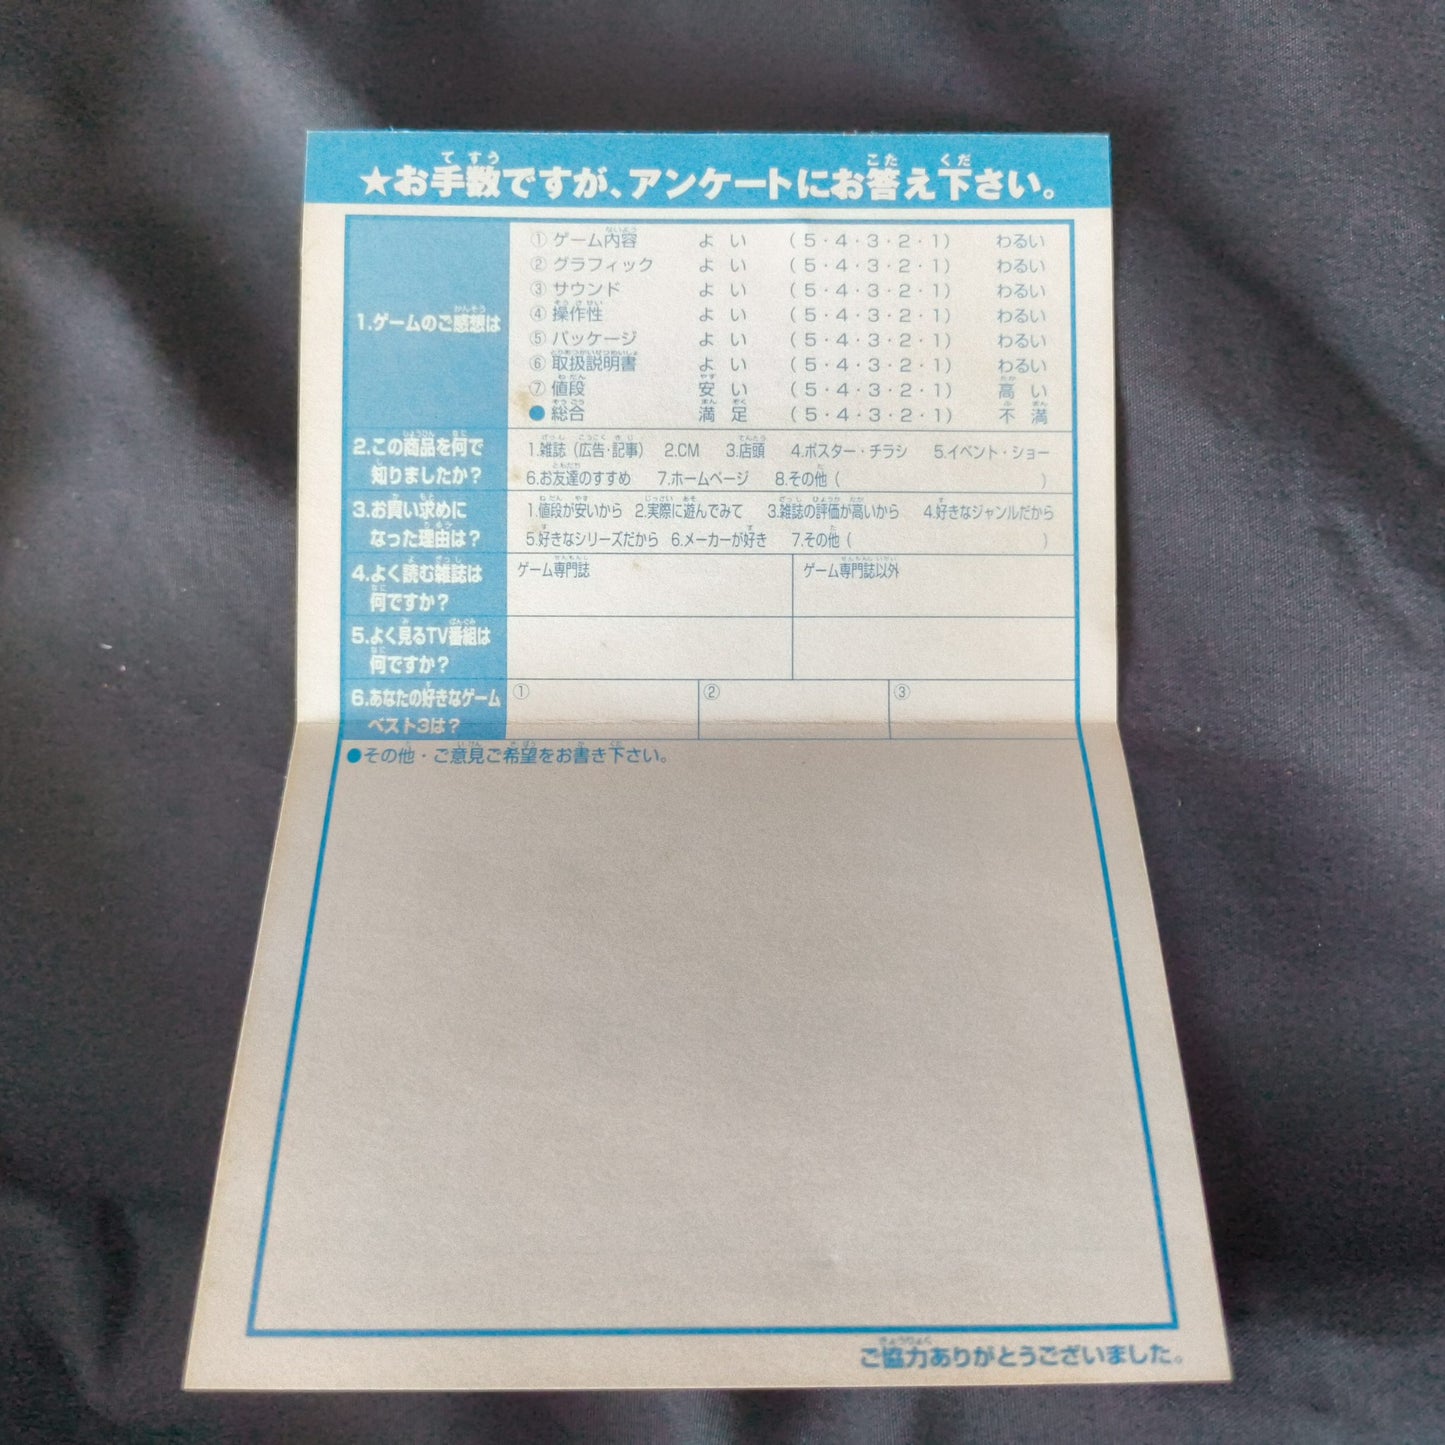 ★お手数ですが、アンケートにお答え下さい。
1.ゲームのご感想は
① ゲーム内容 よい (5・4・3・2・1) わるい
② グラフィック よい (5・4・3・2・1) わるい
③ サウンド よい (5・4・3・2・1) わるい
④ 操作性 よい (5・4・3・2・1) わるい
⑤ パッケージ よい (5・4・3・2・1) わるい
⑥ 取扱説明書 よい (5・4・3・2・1) わるい
⑦ 値段 安い (5・4・3・2・1) 高い
● 総合 満足 (5・4・3・2・1) 不満
2.この商品を何で
知りましたか?
1.雑誌(広告・記事) 2.CM 3.店頭 4.ポスター・チラシ 5.イベント・ショー
6.お友達のすすめ 7.ホームページ 8.その他( )
3.お買い求めに
なった理由は?
1.値段が安いから 2.実際に遊んでみて 3.雑誌の評価が高いから 4.好きなジャンルだから
5.好きなシリーズだから 6.メーカーが好き 7.その他( )
4.よく読む雑誌は
何ですか?
ゲーム専門誌
ゲーム専門誌以外
5.よく見るTV番組は
何ですか?
6.あなたの好きなゲーム
ベスト3は?
① ② ③
●その他・ご意見ご希望をお書き下さい。
ご協力ありがとうございました。